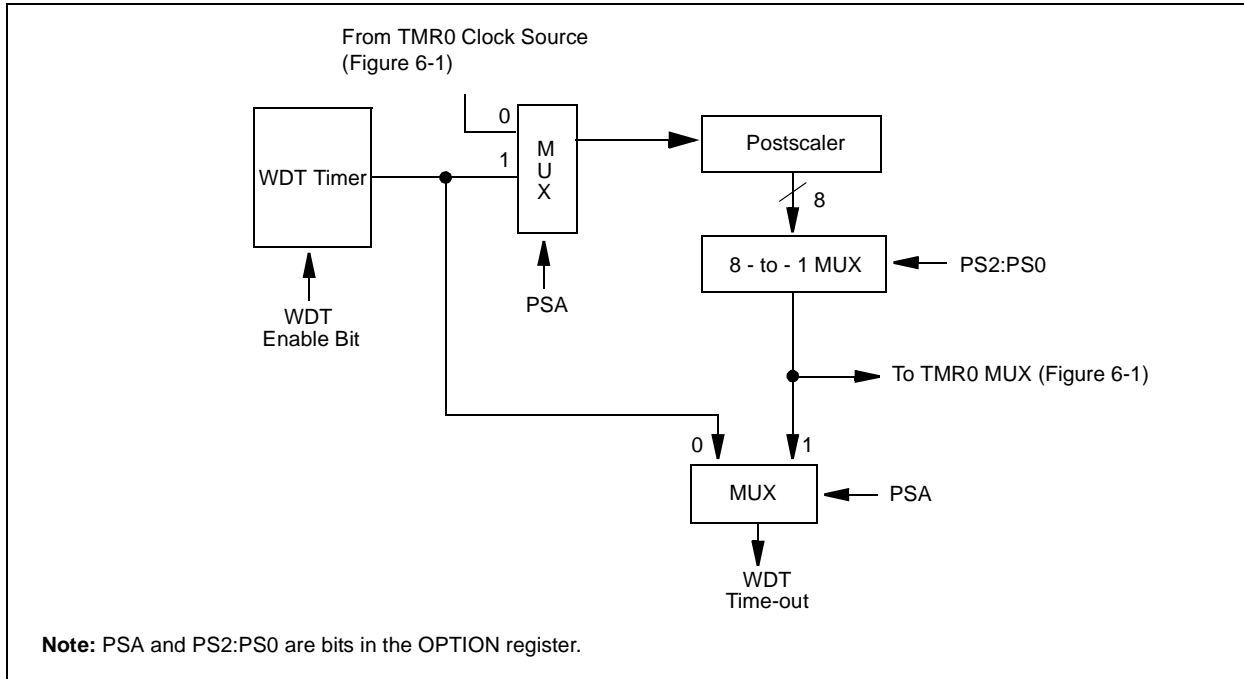 From TMR0 Clock Source
(Figure 6-1)
0
1
M
U
X
WDT Timer
Postscaler
8
8 - to - 1 MUX
PS2:PS0
PSA
WDT
Enable Bit
To TMR0 MUX (Figure 6-1)
0
1
MUX
PSA
WDT
Time-out
Note: PSA and PS2:PS0 are bits in the OPTION register.